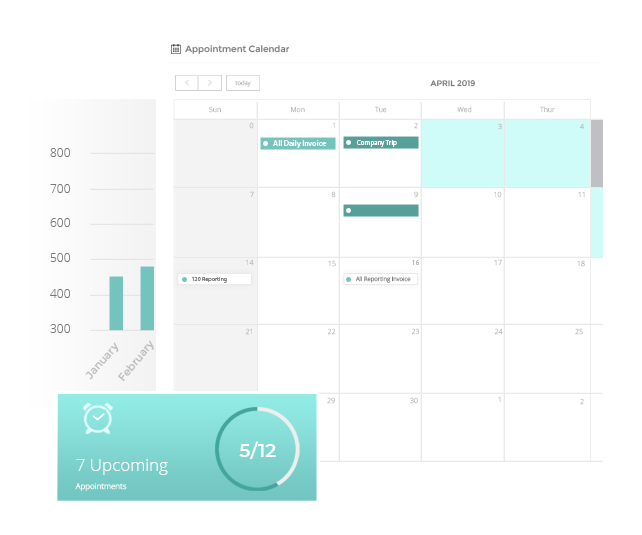 Appointment Calendar
today
APRIL 2019
Sun Mon Tue Wed Thur
0 1 2 3 4
All Daily Invoice
Company Trip
7 8 9 10 11
14 15 16 17 18
120 Reporting
All Reporting Invoice
21 22 23 24 25
29 30 1 2
800
700
600
500
400
300
January
February
5/12
7 Upcoming
Appointments